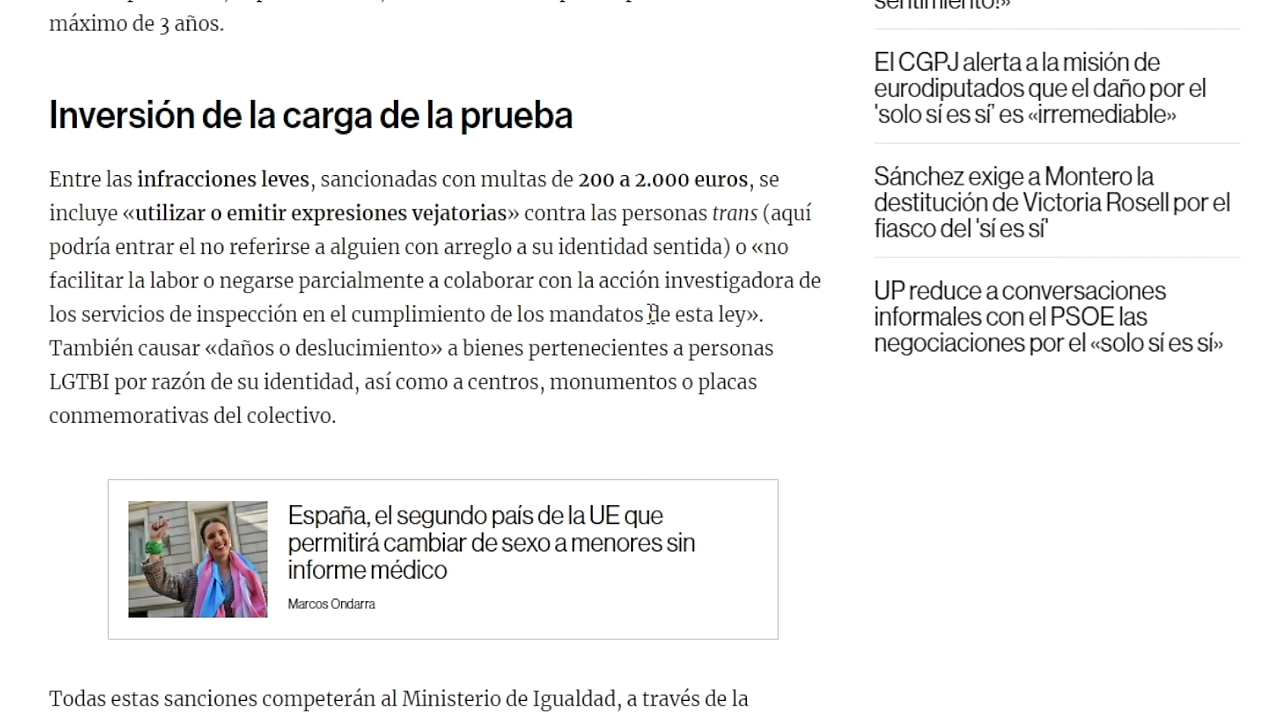 máximo de 3 años.
Inversión de la carga de la prueba
Entre las infracciones leves, sancionadas con multas de 200 a 2.000 euros, se
incluye «utilizar o emitir expresiones vejatorias» contra las personas trans (aquí
podría entrar el no referirse a alguien con arreglo a su identidad sentida) o «no
facilitar la labor o negarse parcialmente a colaborar con la acción investigadora de
los servicios de inspección en el cumplimiento de los mandatos de esta ley».
También causar «daños o deslucimiento» a bienes pertenecientes a personas
LGTBI por razón de su identidad, así como a centros, monumentos o placas
conmemorativas del colectivo.
España, el segundo país de la UE que
permitirá cambiar de sexo a menores sin
informe médico
Marcos Ondarra
Todas estas sanciones competerán al Ministerio de Igualdad, a través de la
sentimiento!»
El CGPJ alerta a la misión de
eurodiputados que el daño por el
'solo sí es sí' es «irremediable»
Sánchez exige a Montero la
destitución de Victoria Rosell por el
fiasco del 'sí es sí'
UP reduce a conversaciones
informales con el PSOE las
negociaciones por el «solo sí es sí»